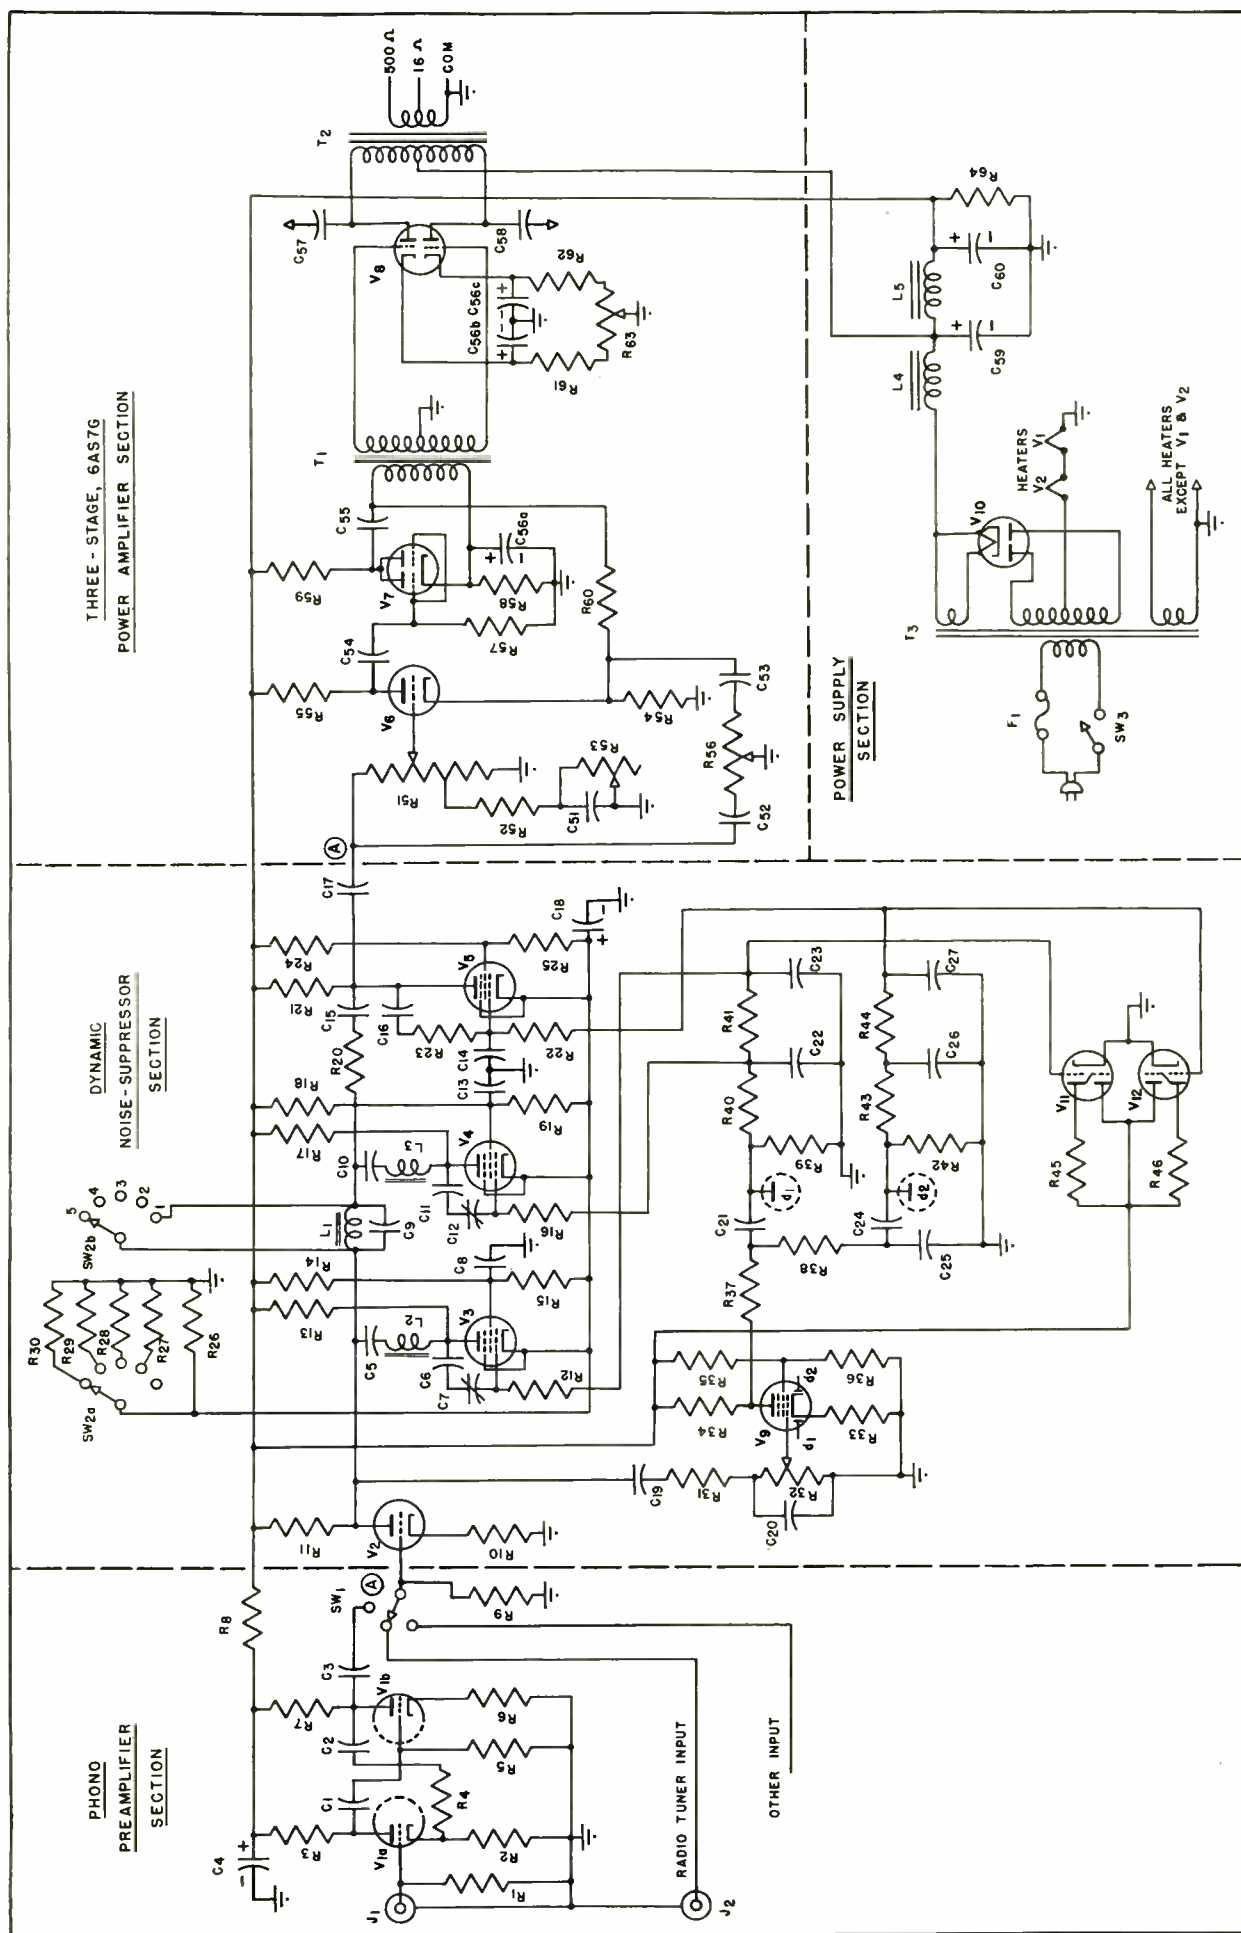 PHONO
PREAMPLIFIER
SECTION
C4
-
+
R8
R3
R7
C1
C2
C3
SW1
A
V1a
V1b
R4
R1
R2
R5
R6
R9
J1
J2
RADIO TUNER INPUT
OTHER INPUT
DYNAMIC
NOISE-SUPPRESSOR
SECTION
R30
R29
R28
R27
R26
SW2a
SW2b
5
4
3
2
1
R11
R13
R14
R17
R18
R21
R24
L1
C9
R20
C15
C17
A
V2
R10
C5
L2
C6
C7
V3
C8
R12
R15
C10
L3
C11
C12
V4
C13
C14
R16
R19
C16
R23
R22
V5
R25
C18
+
-
C19
R31
R32
C20
R34
R35
V9
d1
d2
R33
R36
R37
C21
R38
C24
C25
d1
d2
R39
R40
R41
C22
C23
R42
R43
R44
C26
C27
R45
R46
V11
V12
THREE-STAGE, 6AS7G
POWER AMPLIFIER SECTION
R51
R52
C51
R53
R55
V6
C54
R54
R56
C52
C53
R57
R59
V7
C55
R58
C56a
+
-
R60
T1
V8
C57
C58
C56b
C56c
+ - - +
R61
R62
R63
T2
500 Ω
16 Ω
COM
POWER SUPPLY
SECTION
F1
SW3
T3
V10
HEATERS
V2 V1
ALL HEATERS
EXCEPT V1 & V2
L4
L5
C59
+
-
C60
+
-
R64